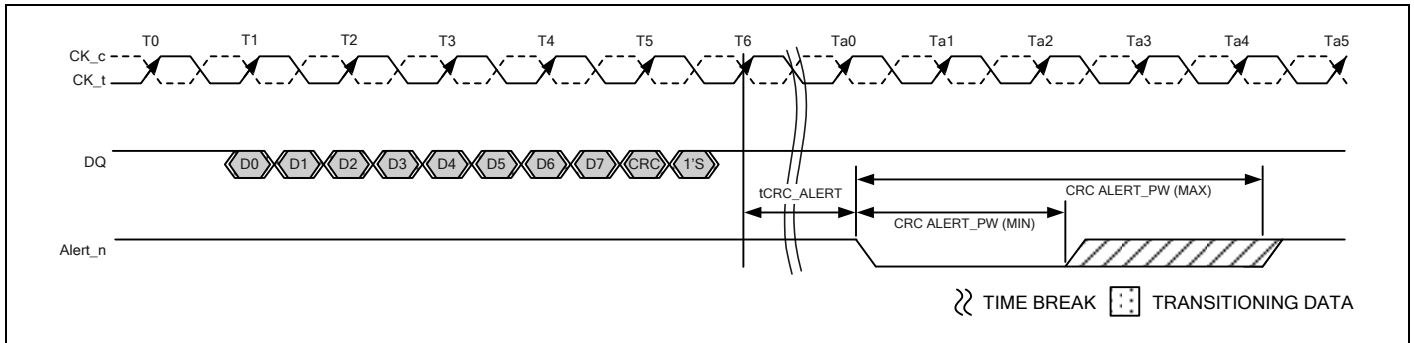 T0 T1 T2 T3 T4 T5 T6 Ta0 Ta1 Ta2 Ta3 Ta4 Ta5
CK_c
CK_t
DQ D0 D1 D2 D3 D4 D5 D6 D7 CRC 1'S
tCRC_ALERT
CRC ALERT_PW (MAX)
CRC ALERT_PW (MIN)
Alert_n
TIME BREAK TRANSITIONING DATA